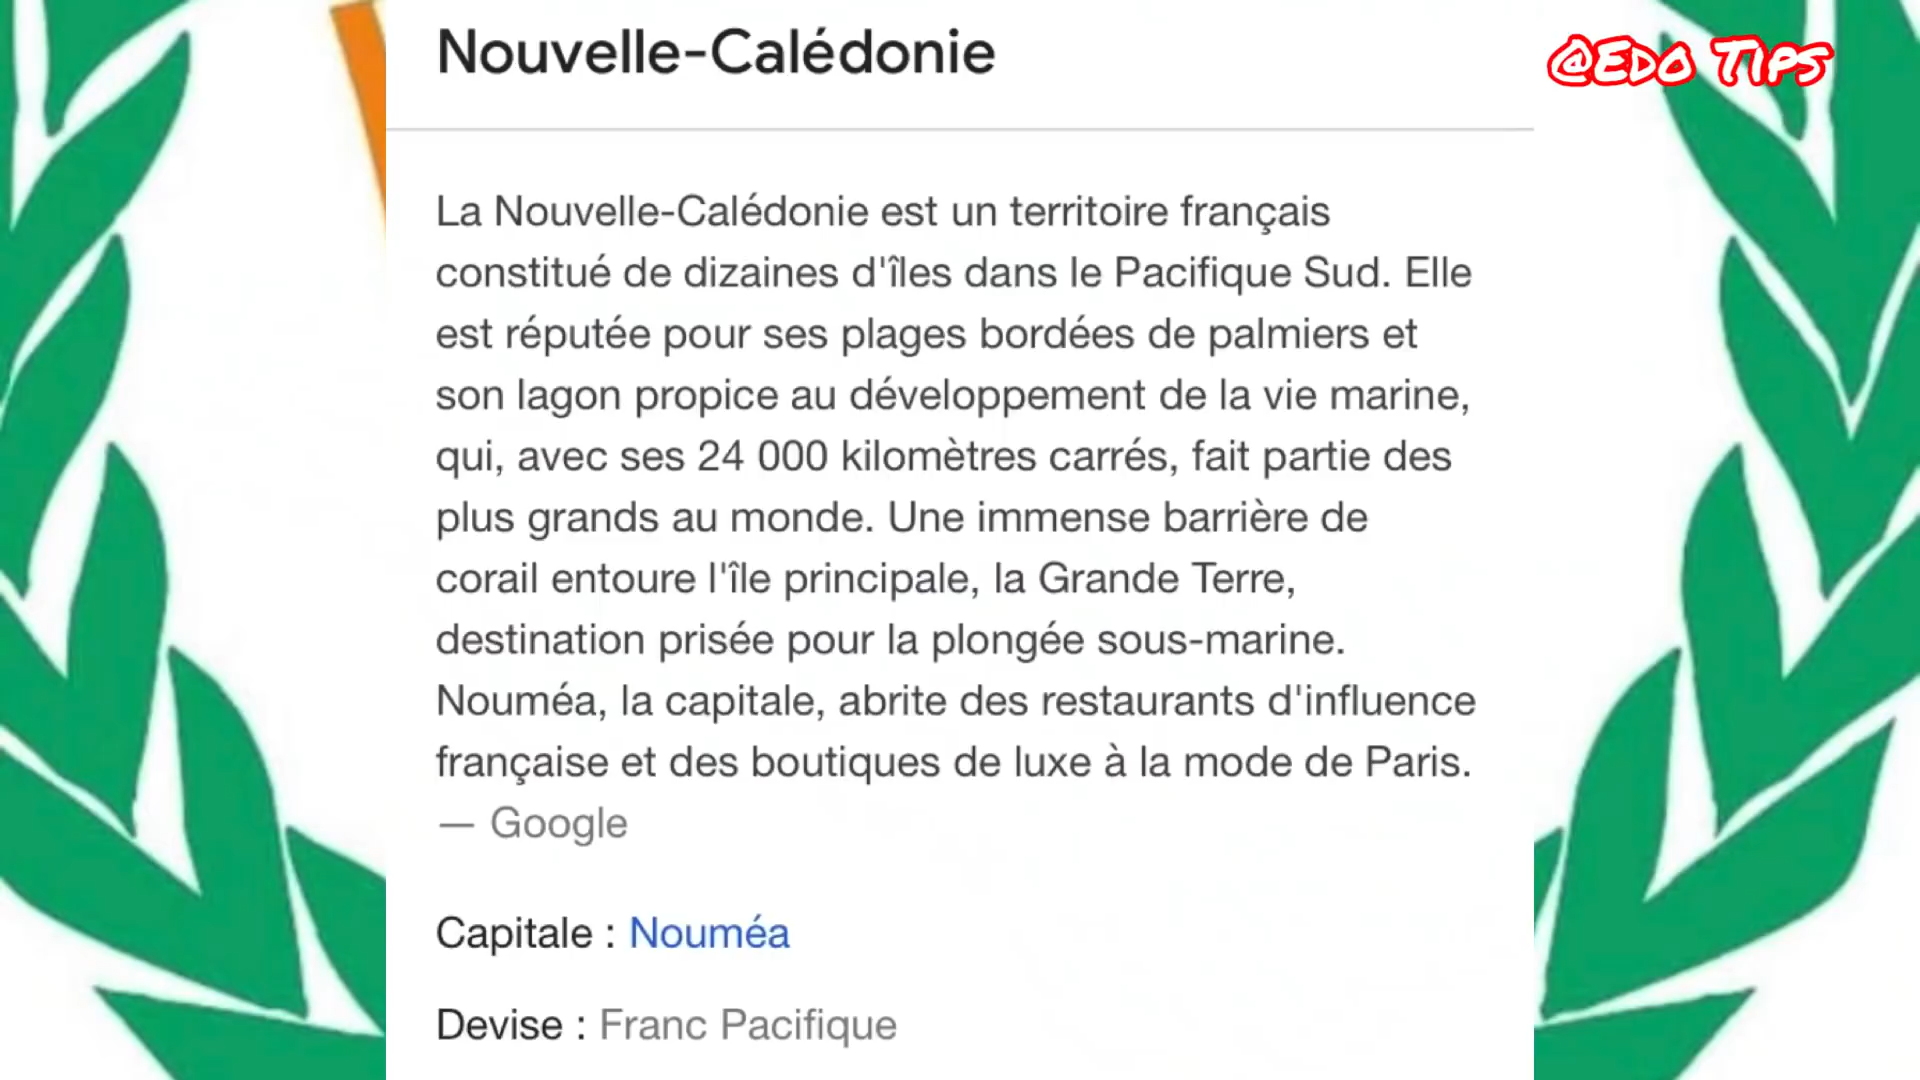 Nouvelle-Calédonie
@Edo Tips
La Nouvelle-Calédonie est un territoire français
constitué de dizaines d'îles dans le Pacifique Sud. Elle
est réputée pour ses plages bordées de palmiers et
son lagon propice au développement de la vie marine,
qui, avec ses 24 000 kilomètres carrés, fait partie des
plus grands au monde. Une immense barrière de
corail entoure l'île principale, la Grande Terre,
destination prisée pour la plongée sous-marine.
Nouméa, la capitale, abrite des restaurants d'influence
française et des boutiques de luxe à la mode de Paris.
— Google
Capitale : Nouméa
Devise : Franc Pacifique